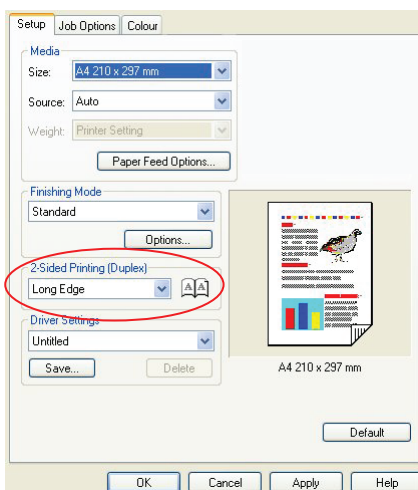 Setup Job Options Colour
Media
Size: A4 210 x 297 mm
Source: Auto
Weight: Printer Setting
Paper Feed Options...
Finishing Mode
Standard
Options...
2-Sided Printing (Duplex)
Long Edge
A A
Driver Settings
Untitled
Save... Delete
A4 210 x 297 mm
Default
OK Cancel Apply Help